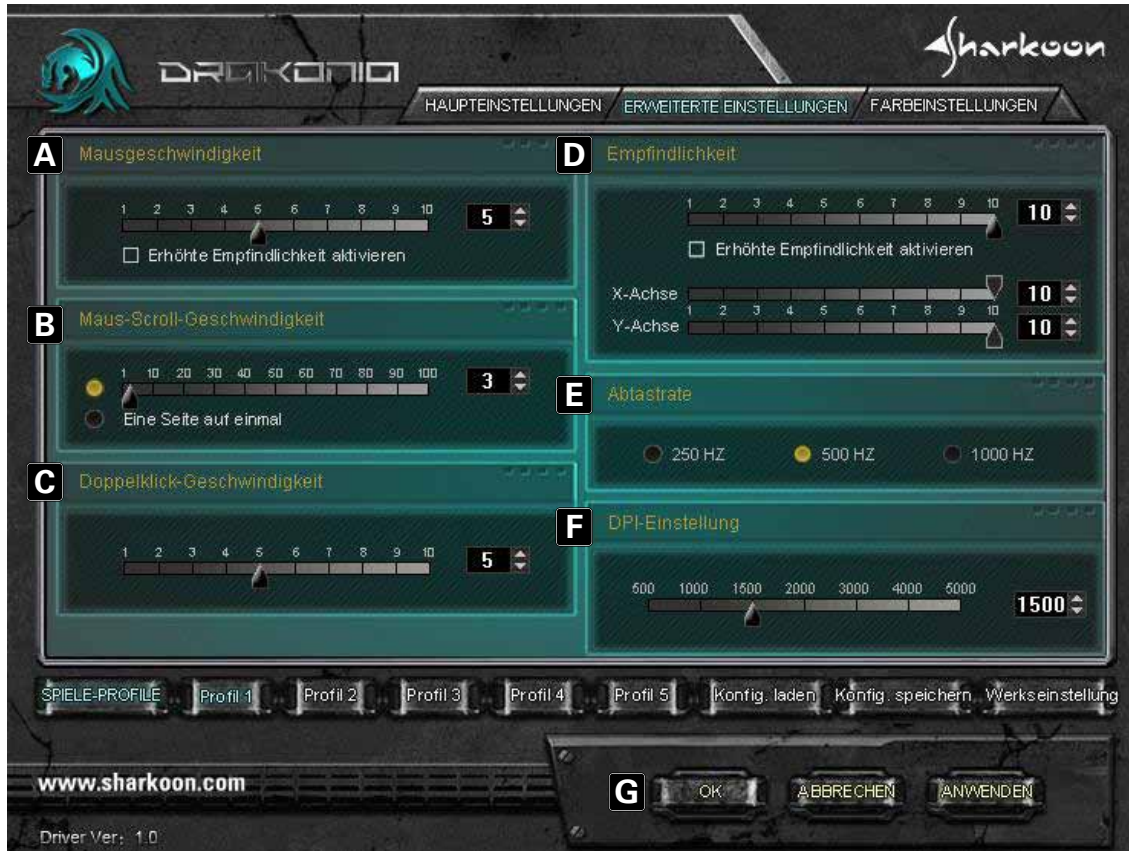 DRAKONIA
Sharkoon
HAUPTEINSTELLUNGEN ERWEITERTE EINSTELLUNGEN FARBEINSTELLUNGEN
A Mausgeschwindigkeit
1 2 3 4 5 6 7 8 9 10
5
Erhöhte Empfindlichkeit aktivieren
B Maus-Scroll-Geschwindigkeit
1 10 20 30 40 50 60 70 80 90 100
3
Eine Seite auf einmal
C Doppelklick-Geschwindigkeit
1 2 3 4 5 6 7 8 9 10
5
D Empfindlichkeit
1 2 3 4 5 6 7 8 9 10
10
Erhöhte Empfindlichkeit aktivieren
X-Achse 10
1 2 3 4 5 6 7 8 9 10
Y-Achse 10
E Abtastrate
250 HZ 500 HZ 1000 HZ
F DPI-Einstellung
500 1000 1500 2000 3000 4000 5000
1500
SPIELE-PROFILE Profil 1 Profil 2 Profil 3 Profil 4 Profil 5 Konfig. laden Konfig. speichern Werkseinstellung
www.sharkoon.com
G OK ABBRECHEN ANWENDEN
Driver Ver: 1.0